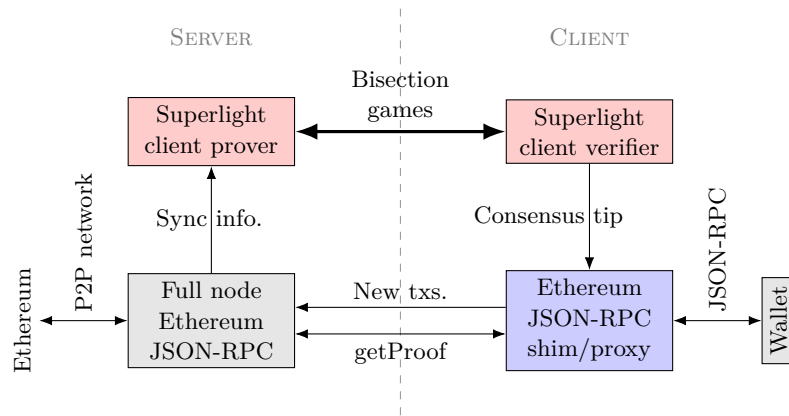 SERVER
CLIENT
Bisection
games
Superlight
client prover
Superlight
client verifier
Sync info.
Consensus tip
P2P network
JSON-RPC
Ethereum
Full node
Ethereum
JSON-RPC
New txs.
getProof
Ethereum
JSON-RPC
shim/proxy
Wallet